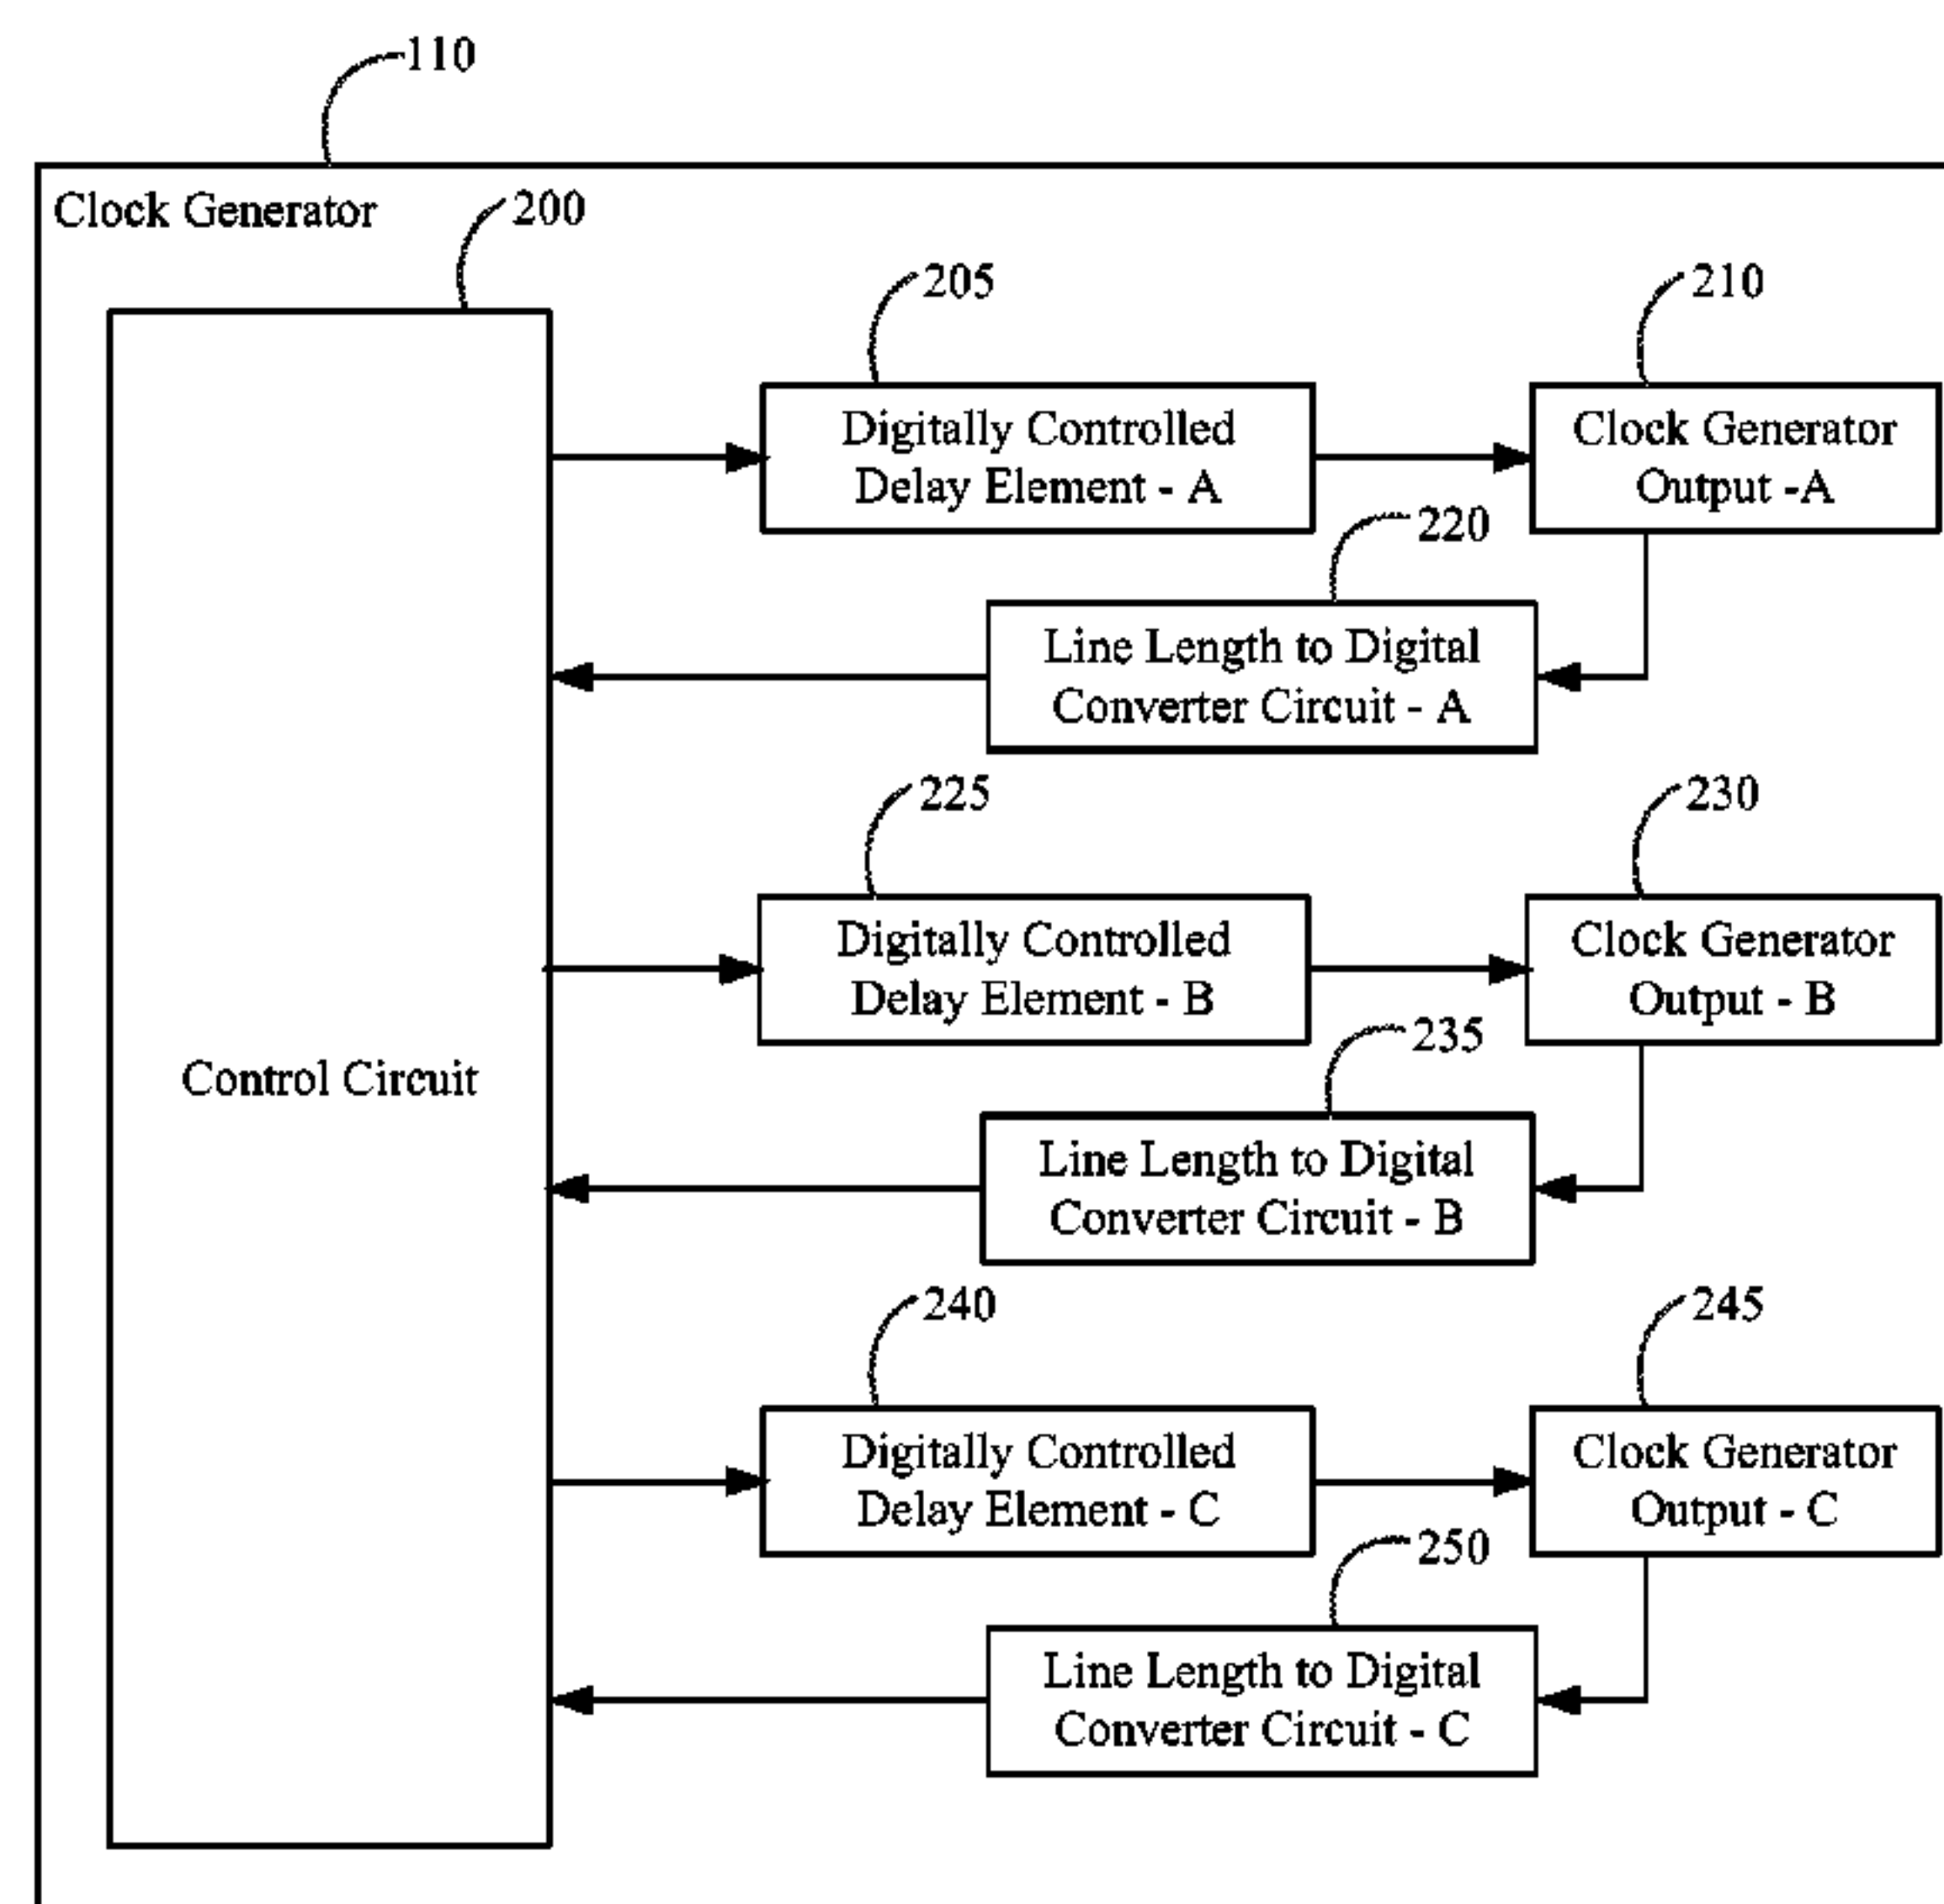 110
Clock Generator
200
205
210
Digitally Controlled
Delay Element - A
Clock Generator
Output -A
220
Line Length to Digital
Converter Circuit - A
225
230
Digitally Controlled
Delay Element - B
Clock Generator
Output - B
235
Control Circuit
Line Length to Digital
Converter Circuit - B
240
245
Digitally Controlled
Delay Element - C
Clock Generator
Output - C
250
Line Length to Digital
Converter Circuit - C